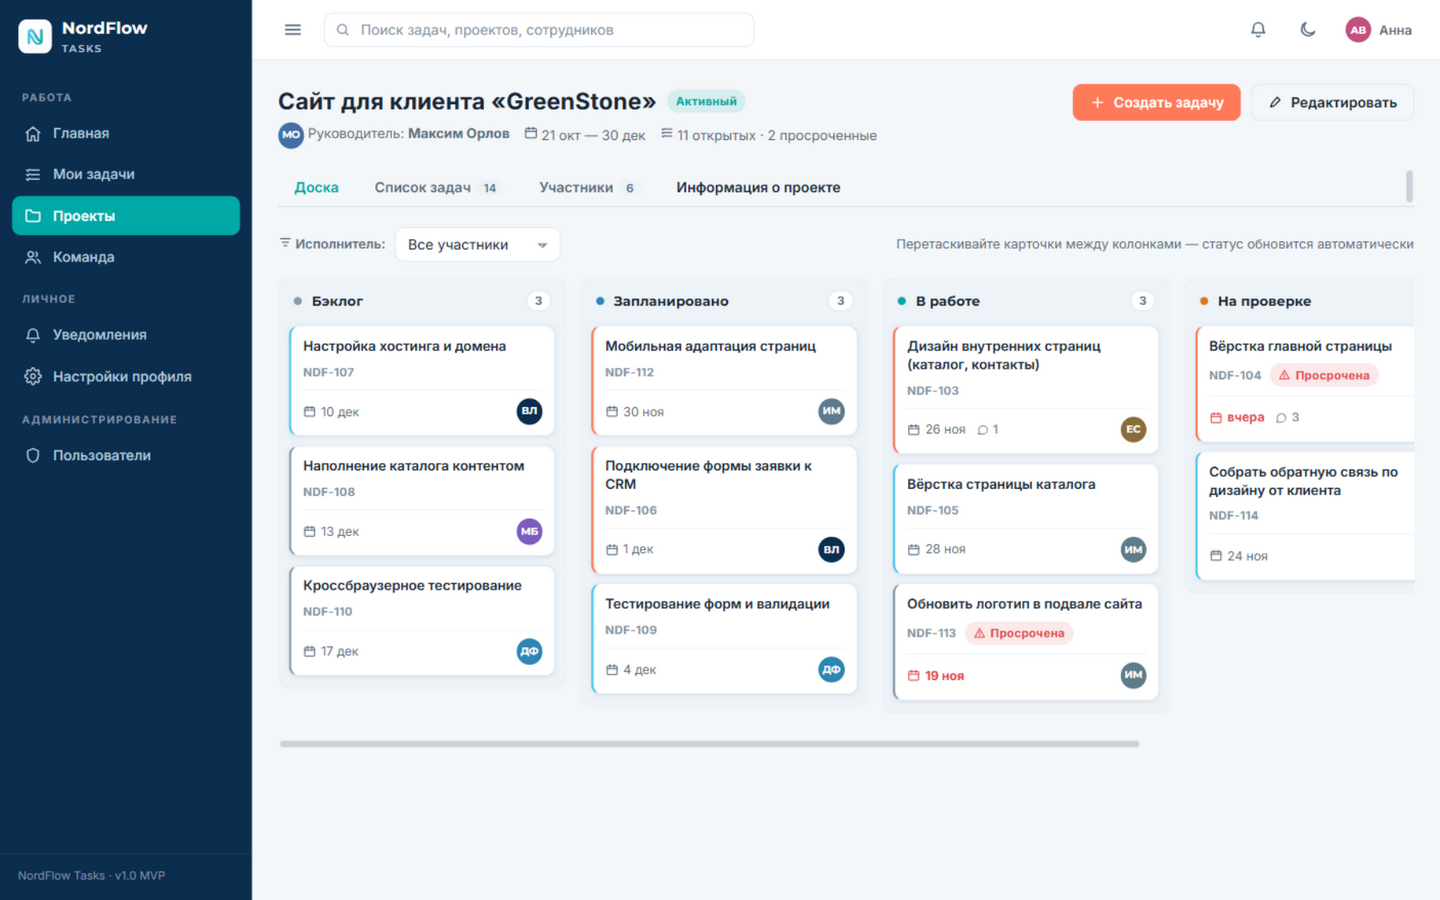 NordFlow
TASKS
РАБОТА
Главная
Мои задачи
Проекты
Команда
ЛИЧНОЕ
Уведомления
Настройки профиля
АДМИНИСТРИРОВАНИЕ
Пользователи
NordFlow Tasks · v1.0 MVP
Поиск задач, проектов, сотрудников
АВ Анна
Сайт для клиента «GreenStone» Активный
Создать задачу Редактировать
МО Руководитель: Максим Орлов 21 окт — 30 дек 11 открытых · 2 просроченные
Доска Список задач 14 Участники 6 Информация о проекте
Исполнитель: Все участники Перетаскивайте карточки между колонками — статус обновится автоматически
Бэклог 3
Настройка хостинга и домена
NDF-107
10 дек ВЛ
Наполнение каталога контентом
NDF-108
13 дек МБ
Кроссбраузерное тестирование
NDF-110
17 дек ДФ
Запланировано 3
Мобильная адаптация страниц
NDF-112
30 ноя ИМ
Подключение формы заявки к
CRM
NDF-106
1 дек ВЛ
Тестирование форм и валидации
NDF-109
4 дек ДФ
В работе 3
Дизайн внутренних страниц
(каталог, контакты)
NDF-103
26 ноя 1 ЕС
Вёрстка страницы каталога
NDF-105
28 ноя ИМ
Обновить логотип в подвале сайта
NDF-113 Просрочена
19 ноя ИМ
На проверке
Вёрстка главной страницы
NDF-104 Просрочена
вчера 3
Собрать обратную связь по
дизайну от клиента
NDF-114
24 ноя